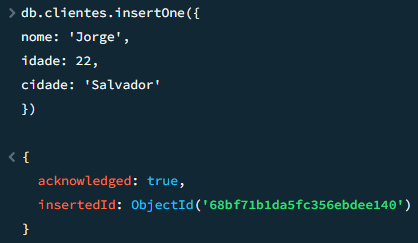 > db.clientes.insertOne({
nome: 'Jorge',
idade: 22,
cidade: 'Salvador'
})
< {
acknowledged: true,
insertedId: ObjectId('68bf71b1da5fc356ebdee140')
}